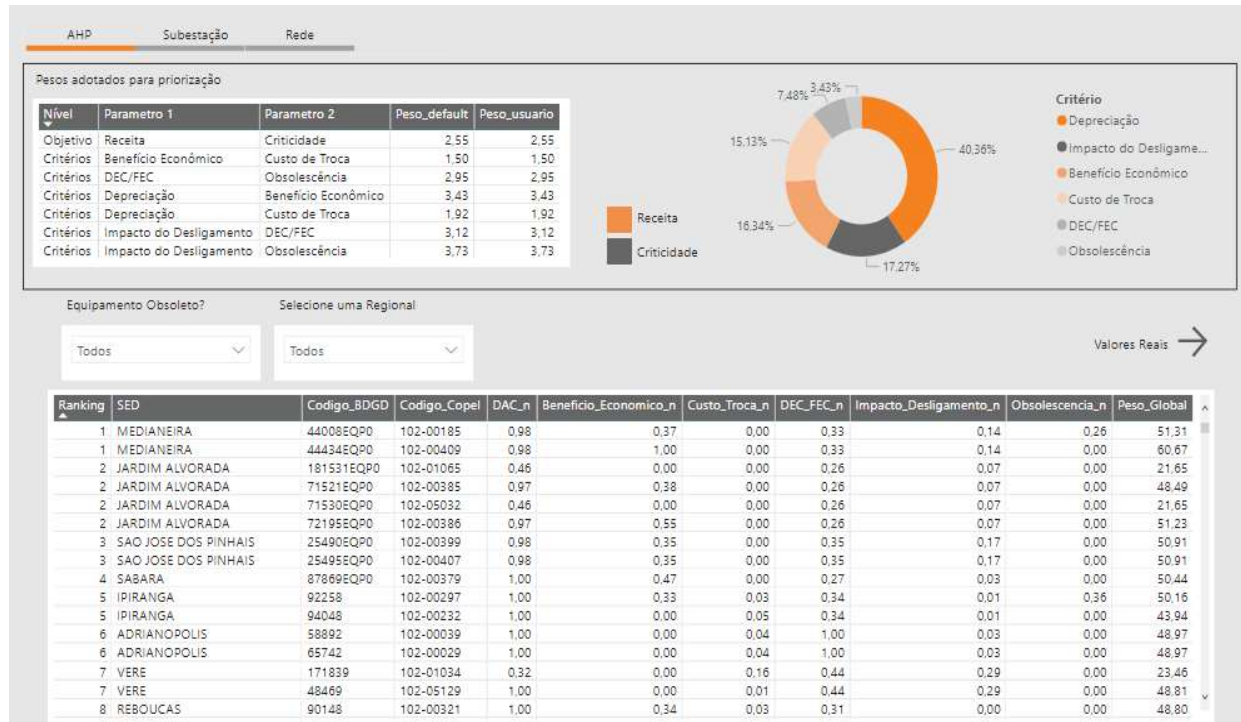 AHP Subestação Rede
Pesos adotados para priorização
Nível Parametro 1 Parametro 2 Peso_default Peso_usuario
Objetivo Receita Criticidade 2,55 2,55
Critérios Benefício Econômico Custo de Troca 1,50 1,50
Critérios DEC/FEC Obsolescência 2,95 2,95
Critérios Depreciação Benefício Econômico 3,43 3,43
Critérios Depreciação Custo de Troca 1,92 1,92
Critérios Impacto do Desligamento DEC/FEC 3,12 3,12
Critérios Impacto do Desligamento Obsolescência 3,73 3,73
Receita
Criticidade
3,43%
7,48%
15,13%
40,36%
16,34%
17,27%
Critério
Depreciação
Impacto do Desligame...
Benefício Econômico
Custo de Troca
DEC/FEC
Obsolescência
Equipamento Obsoleto? Selecione uma Regional
Todos Todos
Valores Reais
Ranking SED Codigo_BDGD Codigo_Copel DAC_n Beneficio_Economico_n Custo_Troca_n DEC_FEC_n Impacto_Desligamento_n Obsolescencia_n Peso_Global
1 MEDIANEIRA 44008EQP0 102-00185 0,98 0,37 0,00 0,33 0,14 0,26 51,31
1 MEDIANEIRA 44434EQP0 102-00409 0,98 1,00 0,00 0,33 0,14 0,00 60,67
2 JARDIM ALVORADA 181531EQP0 102-01065 0,46 0,00 0,00 0,26 0,07 0,00 21,65
2 JARDIM ALVORADA 71521EQP0 102-00385 0,97 0,38 0,00 0,26 0,07 0,00 48,49
2 JARDIM ALVORADA 71530EQP0 102-05032 0,46 0,00 0,00 0,26 0,07 0,00 21,65
2 JARDIM ALVORADA 72195EQP0 102-00386 0,97 0,55 0,00 0,26 0,07 0,00 51,23
3 SAO JOSE DOS PINHAIS 25490EQP0 102-00399 0,98 0,35 0,00 0,35 0,17 0,00 50,91
3 SAO JOSE DOS PINHAIS 25495EQP0 102-00407 0,98 0,35 0,00 0,35 0,17 0,00 50,91
4 SABARA 87869EQP0 102-00379 1,00 0,47 0,00 0,27 0,03 0,00 50,44
5 IPIRANGA 92258 102-00297 1,00 0,33 0,03 0,34 0,01 0,36 50,16
5 IPIRANGA 94048 102-00232 1,00 0,00 0,05 0,34 0,01 0,00 43,94
6 ADRIANOPOLIS 58892 102-00039 1,00 0,00 0,04 1,00 0,03 0,00 48,97
6 ADRIANOPOLIS 65742 102-00029 1,00 0,00 0,04 1,00 0,03 0,00 48,97
7 VERE 171839 102-01034 0,32 0,00 0,16 0,44 0,29 0,00 23,46
7 VERE 48469 102-05129 1,00 0,00 0,01 0,44 0,29 0,00 48,81
8 REBOUCAS 90148 102-00321 1,00 0,34 0,03 0,31 0,00 0,00 48,80